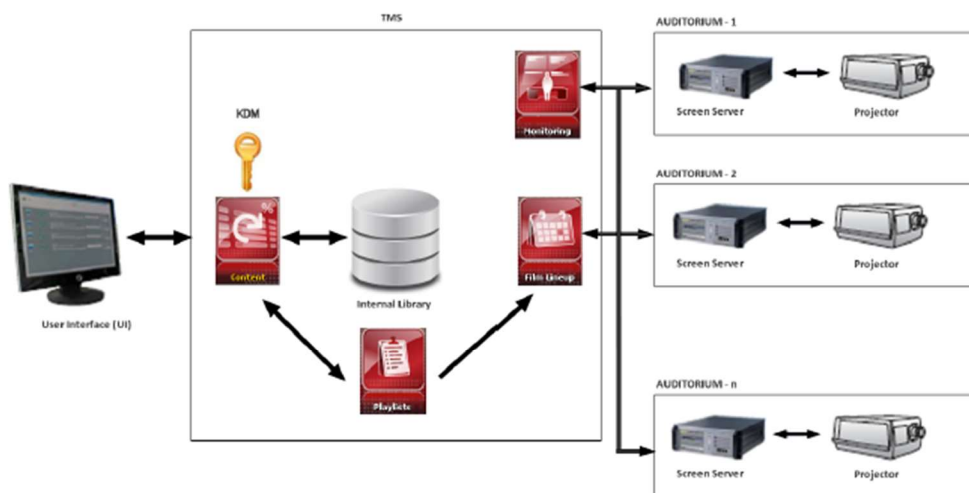 TMS
KDM
Content
Internal Library
Playlists
Monitoring
Film Lineup
User Interface (UI)
AUDITORIUM - 1
Screen Server
Projector
AUDITORIUM - 2
Screen Server
Projector
AUDITORIUM - n
Screen Server
Projector